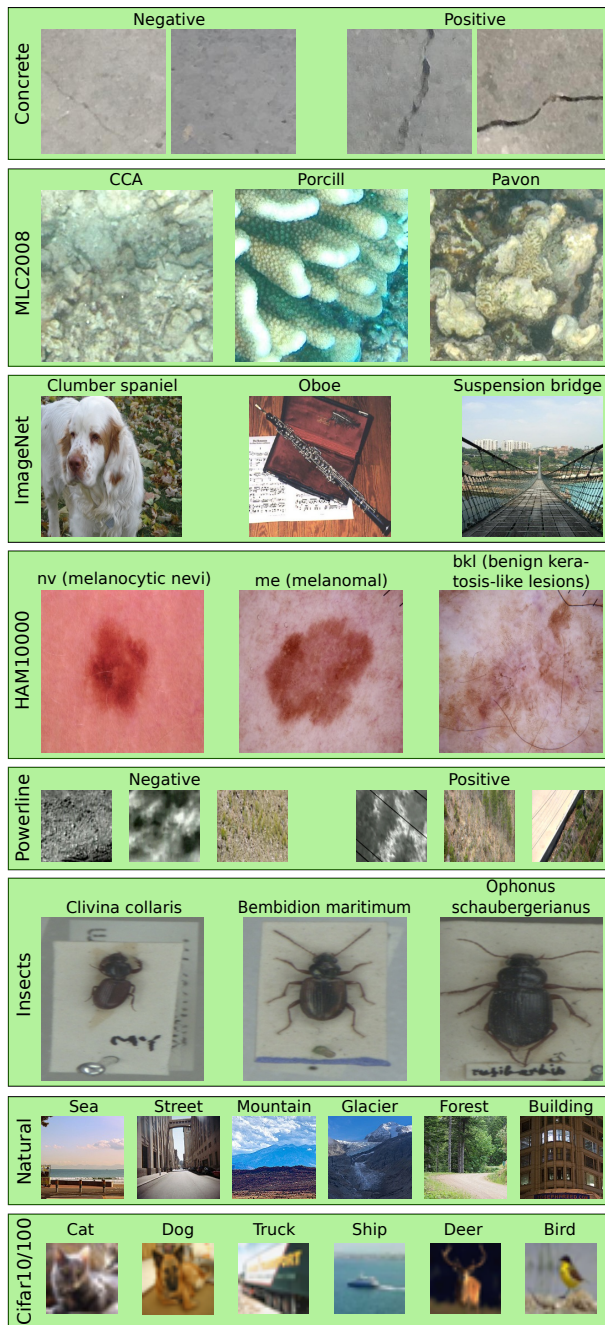 Concrete
Negative
Positive
MLC2008
CCA
Porcill
Pavon
ImageNet
Clumber spaniel
Oboe
Suspension bridge
HAM10000
nv (melanocytic nevi)
me (melanomal)
bkl (benign kera-
tosis-like lesions)
Powerline
Negative
Positive
Insects
Clivina collaris
Bembidion maritimum
Ophonus
schaubergerianus
Natural
Sea
Street
Mountain
Glacier
Forest
Building
Cifar10/100
Cat
Dog
Truck
Ship
Deer
Bird